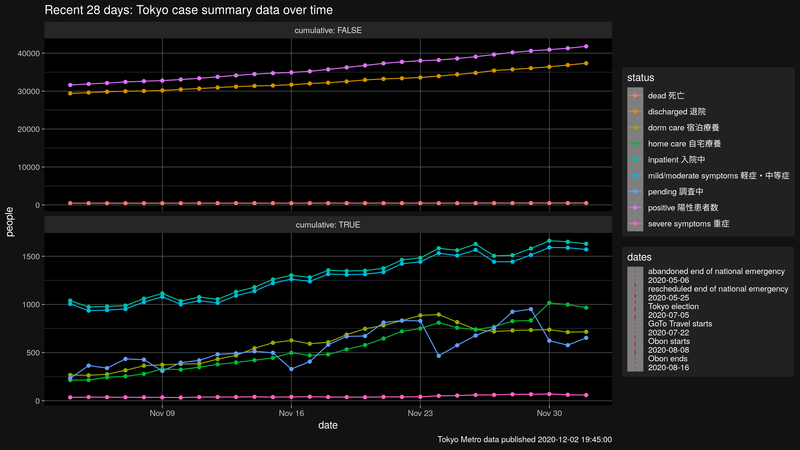 Recent 28 days: Tokyo case summary data over time
cumulative: FALSE
40000
30000
20000
10000
0
cumulative: TRUE
1500
1000
500
0
people
Nov 09
Nov 16
Nov 23
Nov 30
date
Tokyo Metro data published 2020-12-02 19:45:00
status
dead 死亡
discharged 退院
dorm care 宿泊療養
home care 自宅療養
inpatient 入院中
mild/moderate symptoms 軽症・中等症
pending 調査中
positive 陽性患者数
severe symptoms 重症
dates
abandoned end of national emergency
2020-05-06
rescheduled end of national emergency
2020-05-25
Tokyo election
2020-07-05
GoTo Travel starts
2020-07-22
Obon starts
2020-08-08
Obon ends
2020-08-16